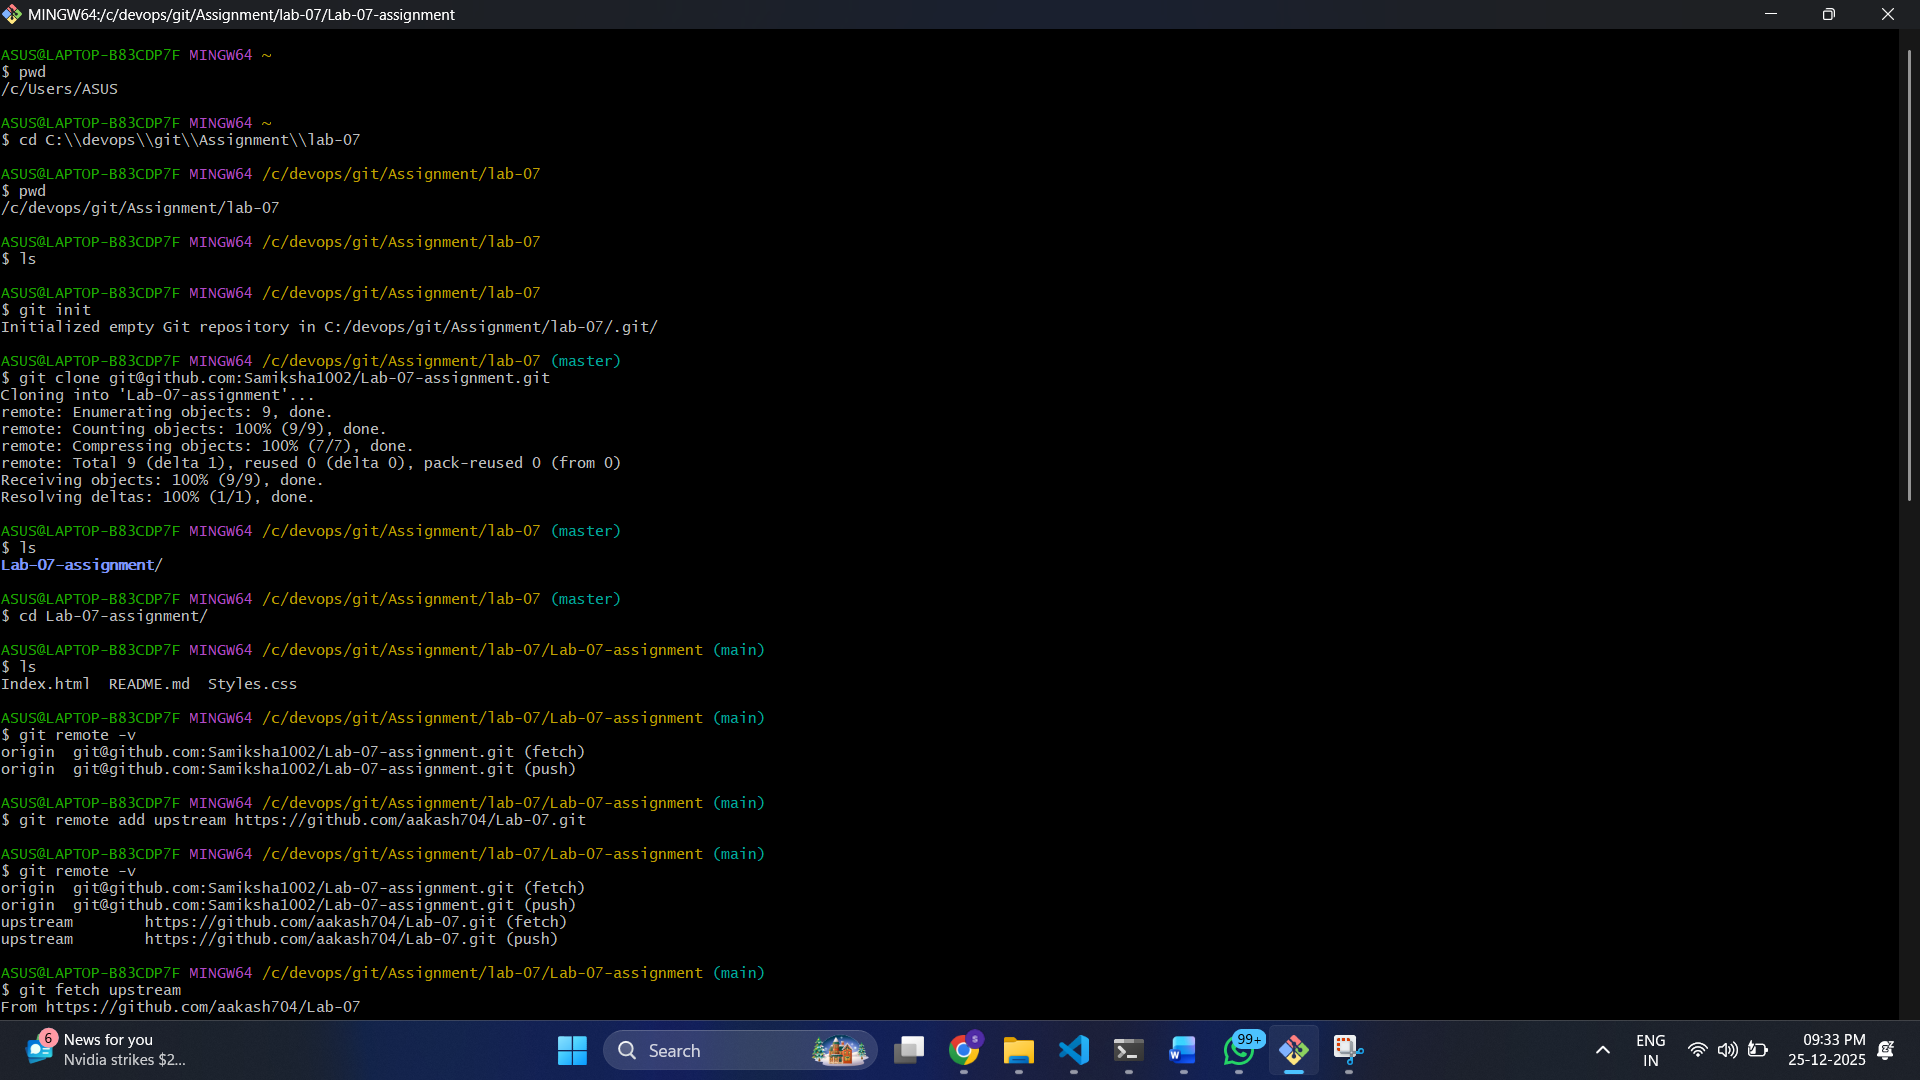 MINGW64:/c/devops/git/Assignment/lab-07/Lab-07-assignment
ASUS@LAPTOP-B83CDP7F MINGW64 ~
$ pwd
/c/Users/ASUS
ASUS@LAPTOP-B83CDP7F MINGW64 ~
$ cd C:\\devops\\git\\Assignment\\lab-07
ASUS@LAPTOP-B83CDP7F MINGW64 /c/devops/git/Assignment/lab-07
$ pwd
/c/devops/git/Assignment/lab-07
ASUS@LAPTOP-B83CDP7F MINGW64 /c/devops/git/Assignment/lab-07
$ ls
ASUS@LAPTOP-B83CDP7F MINGW64 /c/devops/git/Assignment/lab-07
$ git init
Initialized empty Git repository in C:/devops/git/Assignment/lab-07/.git/
ASUS@LAPTOP-B83CDP7F MINGW64 /c/devops/git/Assignment/lab-07 (master)
$ git clone git@github.com:Samiksha1002/Lab-07-assignment.git
Cloning into 'Lab-07-assignment'...
remote: Enumerating objects: 9, done.
remote: Counting objects: 100% (9/9), done.
remote: Compressing objects: 100% (7/7), done.
remote: Total 9 (delta 1), reused 0 (delta 0), pack-reused 0 (from 0)
Receiving objects: 100% (9/9), done.
Resolving deltas: 100% (1/1), done.
ASUS@LAPTOP-B83CDP7F MINGW64 /c/devops/git/Assignment/lab-07 (master)
$ ls
Lab-07-assignment/
ASUS@LAPTOP-B83CDP7F MINGW64 /c/devops/git/Assignment/lab-07 (master)
$ cd Lab-07-assignment/
ASUS@LAPTOP-B83CDP7F MINGW64 /c/devops/git/Assignment/lab-07/Lab-07-assignment (main)
$ ls
Index.html  README.md  Styles.css
ASUS@LAPTOP-B83CDP7F MINGW64 /c/devops/git/Assignment/lab-07/Lab-07-assignment (main)
$ git remote -v
origin  git@github.com:Samiksha1002/Lab-07-assignment.git (fetch)
origin  git@github.com:Samiksha1002/Lab-07-assignment.git (push)
ASUS@LAPTOP-B83CDP7F MINGW64 /c/devops/git/Assignment/lab-07/Lab-07-assignment (main)
$ git remote add upstream https://github.com/aakash704/Lab-07.git
ASUS@LAPTOP-B83CDP7F MINGW64 /c/devops/git/Assignment/lab-07/Lab-07-assignment (main)
$ git remote -v
origin  git@github.com:Samiksha1002/Lab-07-assignment.git (fetch)
origin  git@github.com:Samiksha1002/Lab-07-assignment.git (push)
upstream        https://github.com/aakash704/Lab-07.git (fetch)
upstream        https://github.com/aakash704/Lab-07.git (push)
ASUS@LAPTOP-B83CDP7F MINGW64 /c/devops/git/Assignment/lab-07/Lab-07-assignment (main)
$ git fetch upstream
From https://github.com/aakash704/Lab-07
6
News for you
Nvidia strikes $2...
Search
99+
ENG
IN
09:33 PM
25-12-2025